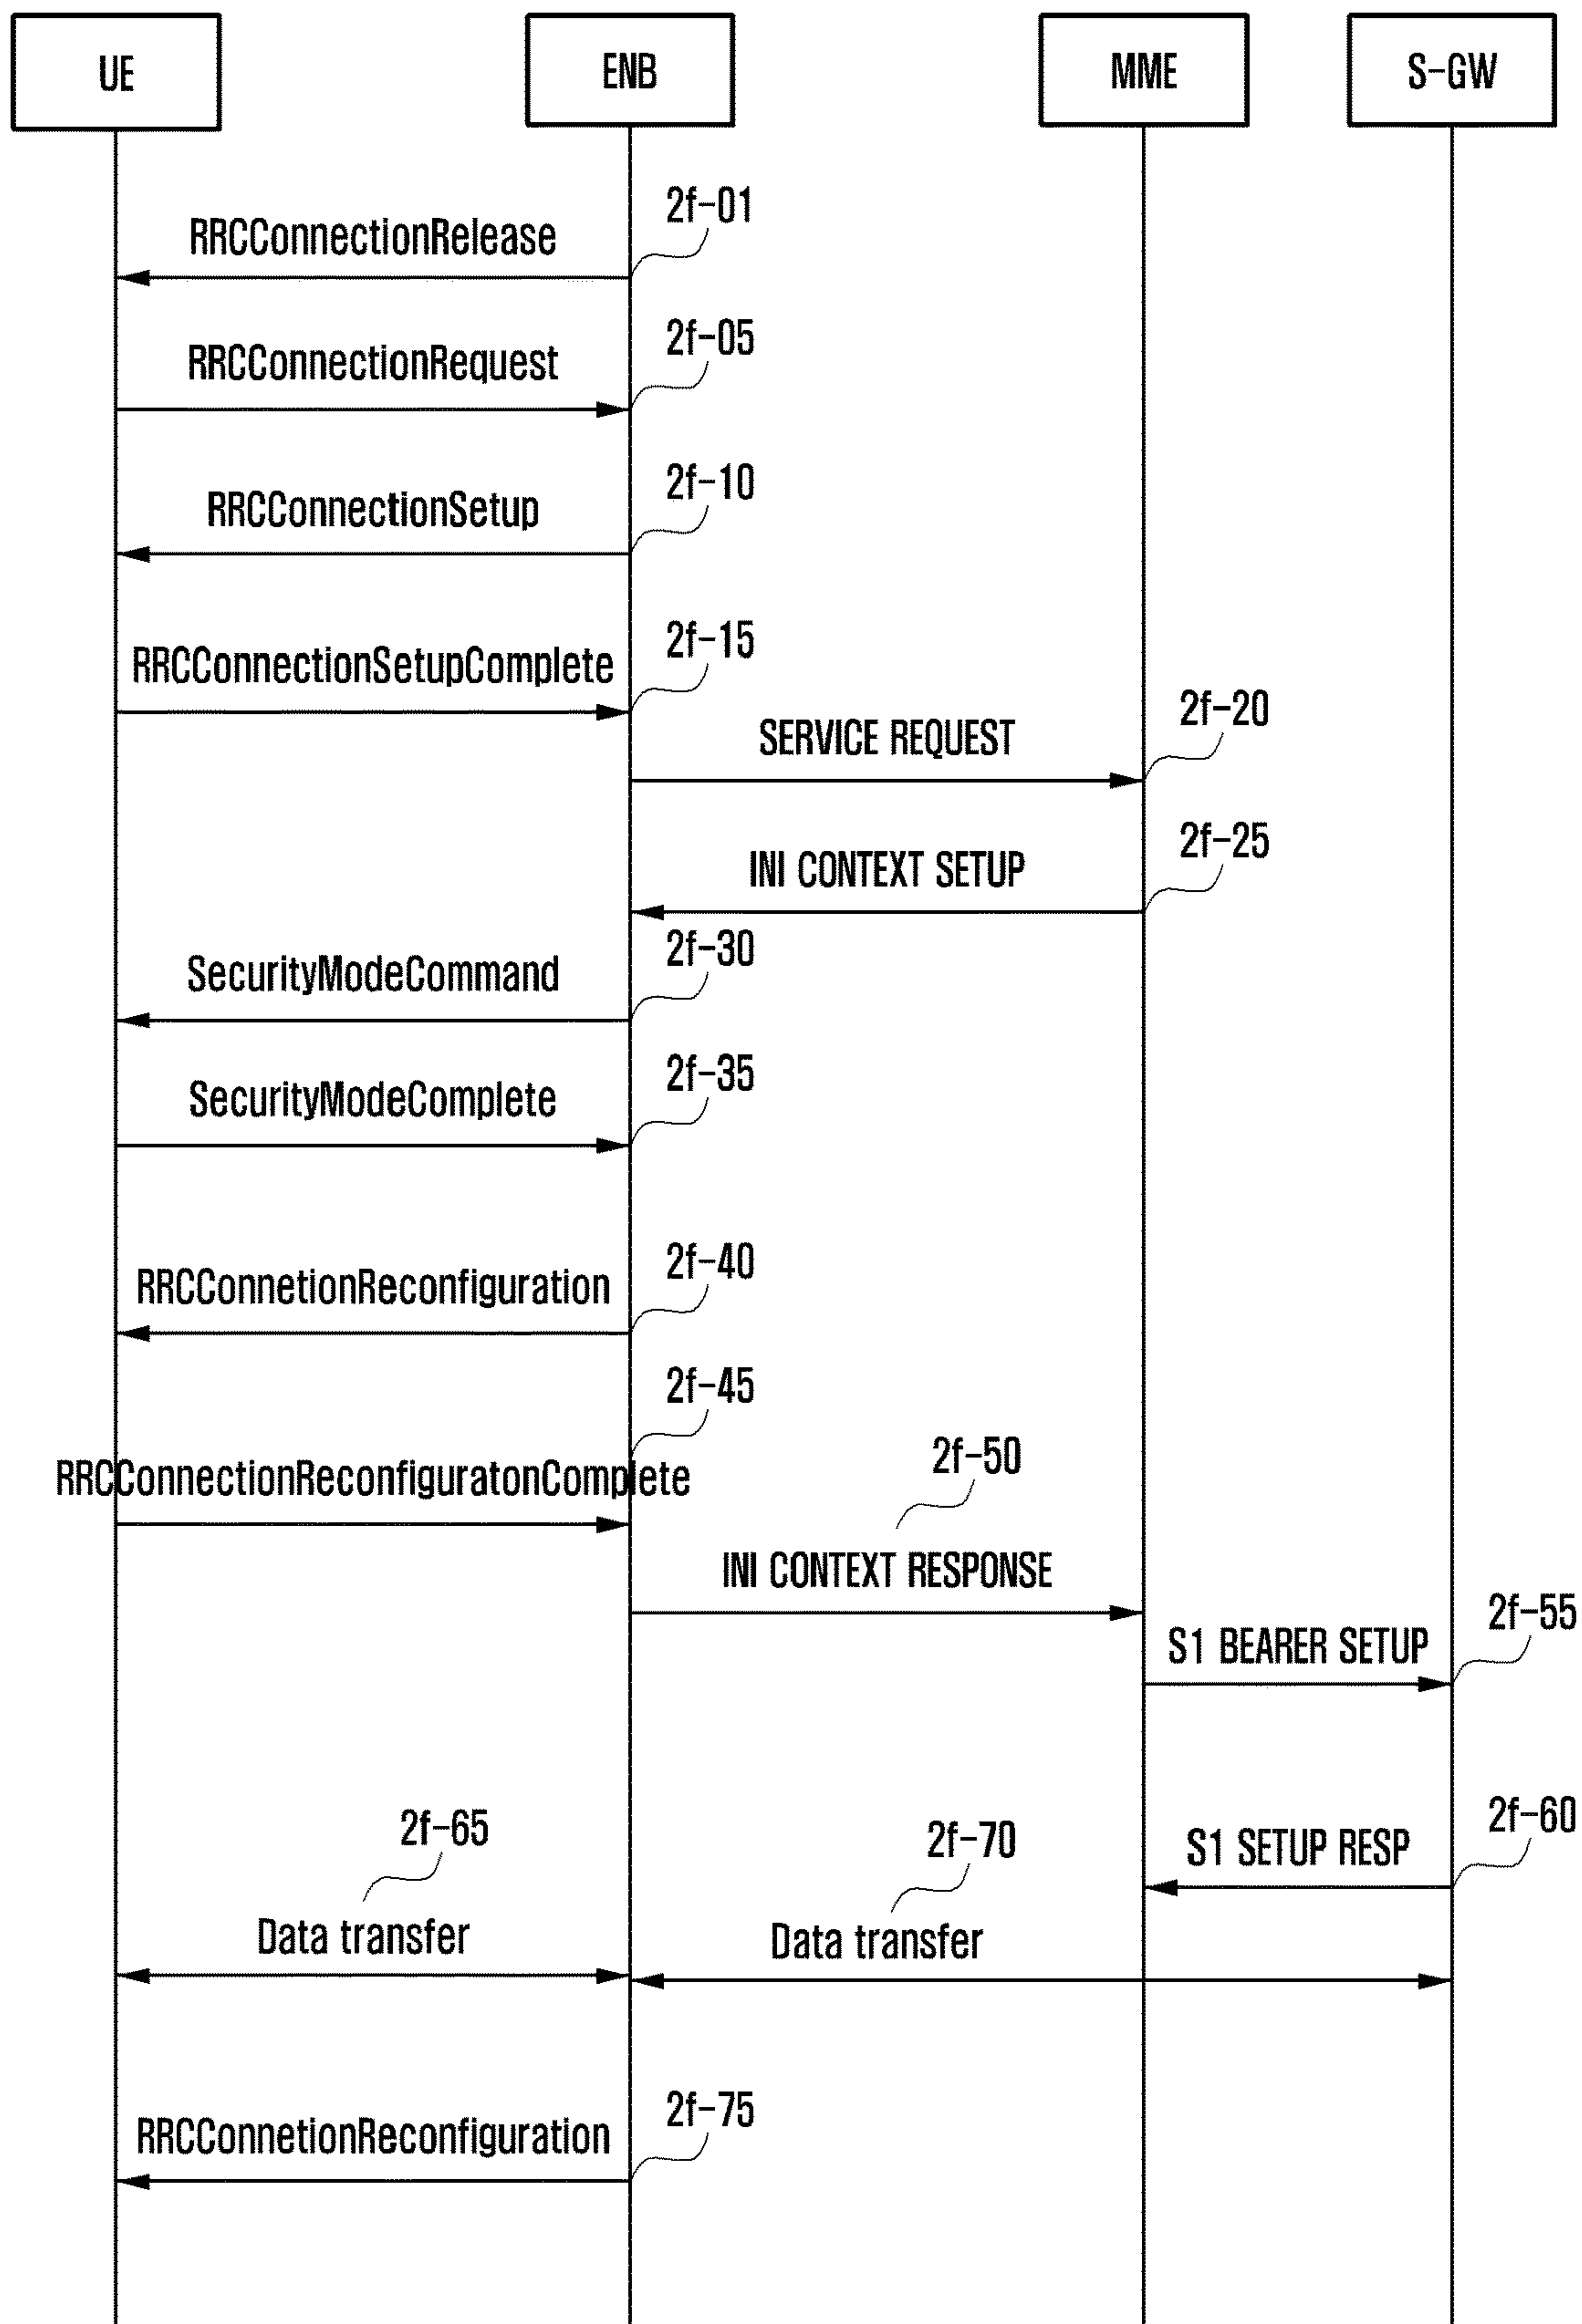 UE
ENB
MME
S-GW
2f-01
RRCConnectionRelease
2f-05
RRCConnectionRequest
2f-10
RRCConnectionSetup
2f-15
RRCConnectionSetupComplete
2f-20
SERVICE REQUEST
2f-25
INI CONTEXT SETUP
2f-30
SecurityModeCommand
2f-35
SecurityModeComplete
2f-40
RRCConnetionReconfiguration
2f-45
RRCConnectionReconfiguratonComplete
2f-50
INI CONTEXT RESPONSE
2f-55
S1 BEARER SETUP
2f-60
S1 SETUP RESP
2f-65
Data transfer
2f-70
Data transfer
2f-75
RRCConnetionReconfiguration